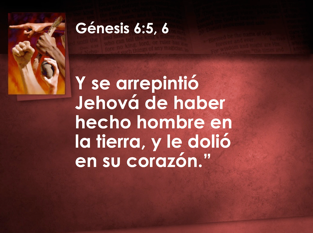 Génesis 6:5, 6
Y se arrepintió
Jehová de haber
hecho hombre en
la tierra, y le dolió
en su corazón.”